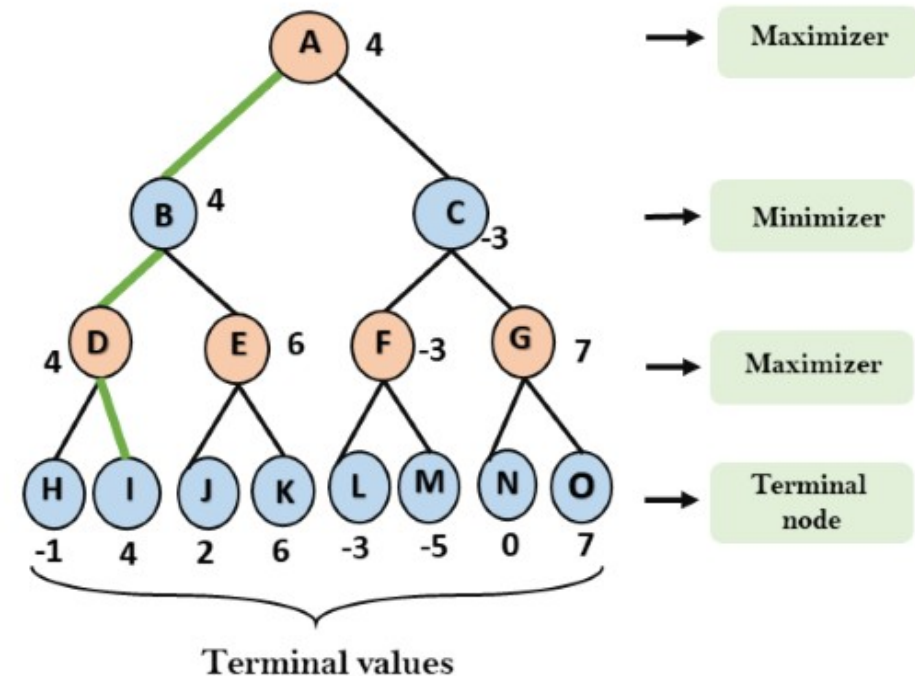 A 4
Maximizer
B 4
C -3
Minimizer
D 4
E 6
F -3
G 7
Maximizer
H I J K L M N O
Terminal
node
-1 4 2 6 -3 -5 0 7
Terminal values